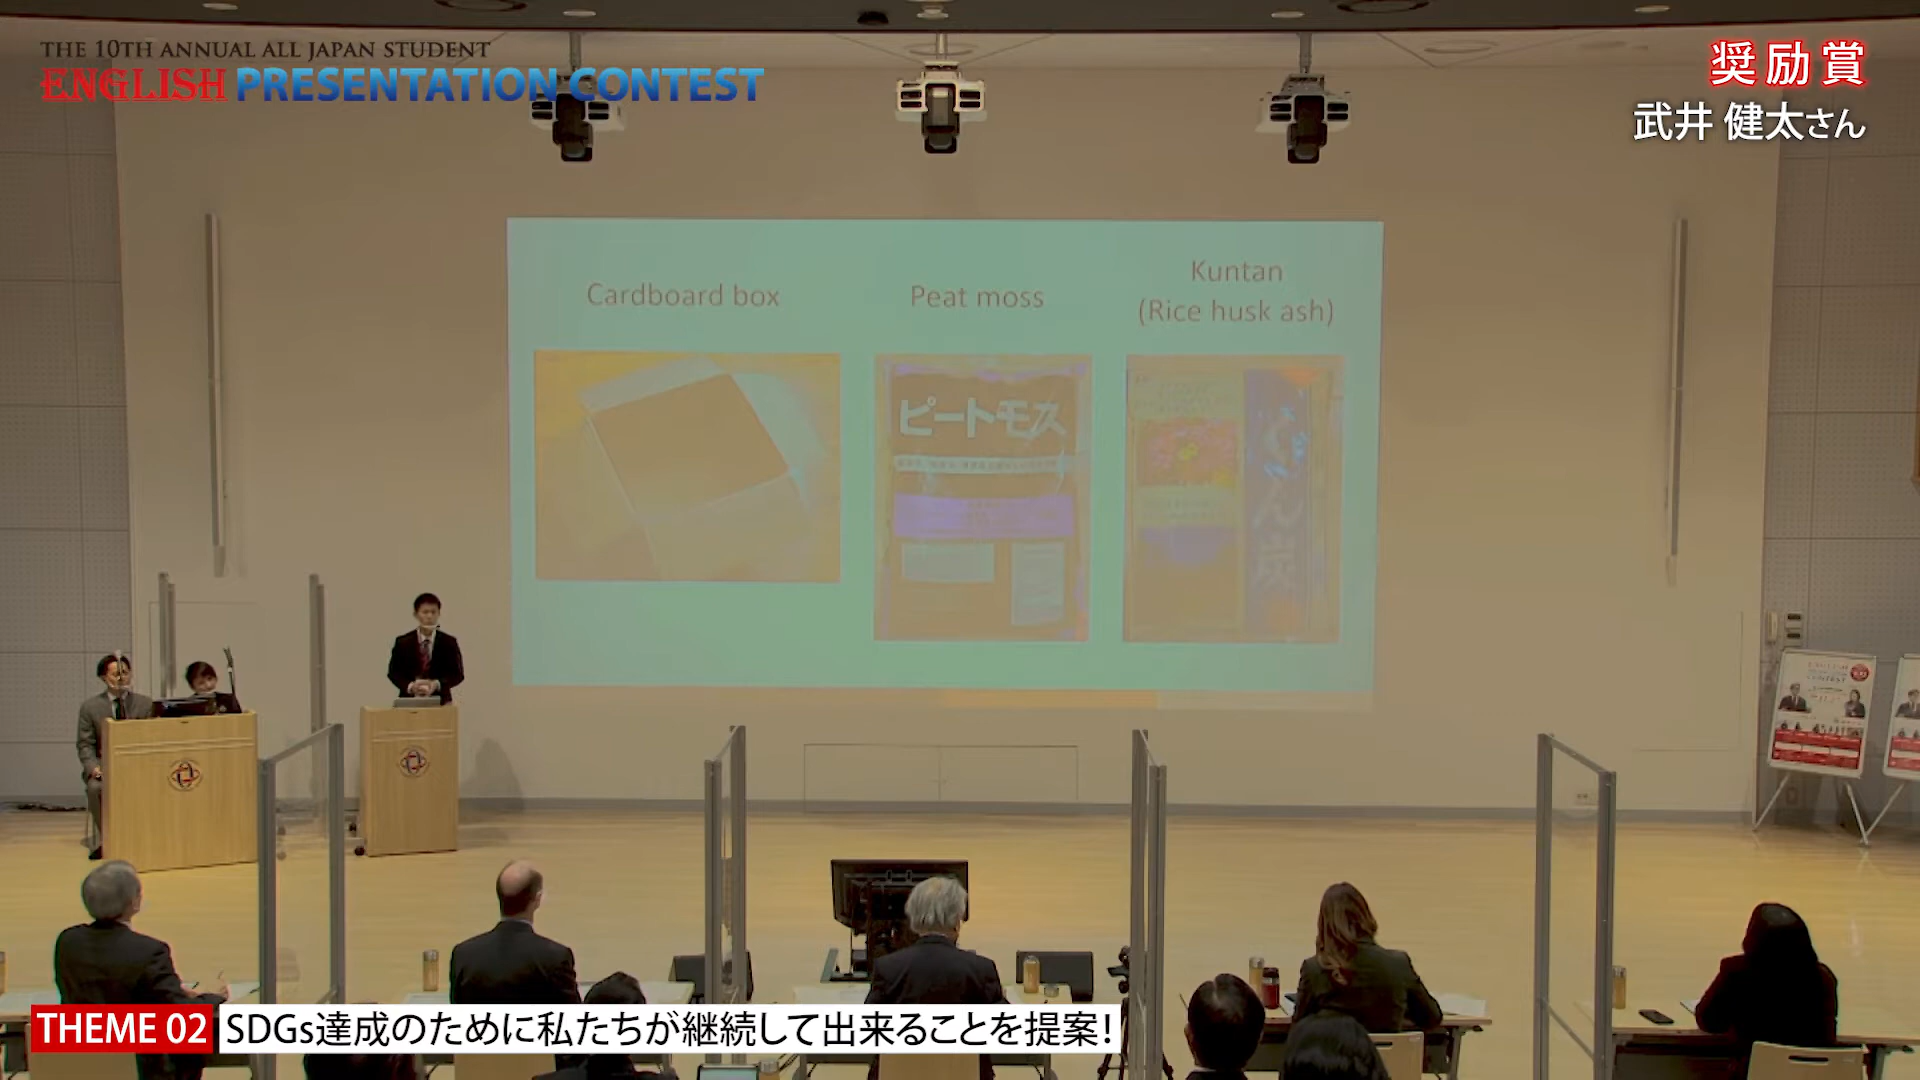 THE 10TH ANNUAL ALL JAPAN STUDENT
ENGLISH PRESENTATION CONTEST
奨励賞
武井 健太さん
Cardboard box
Peat moss
Kuntan
(Rice husk ash)
ピートモス
くん炭
THEME 02 SDGs達成のために私たちが継続して出来ることを提案!